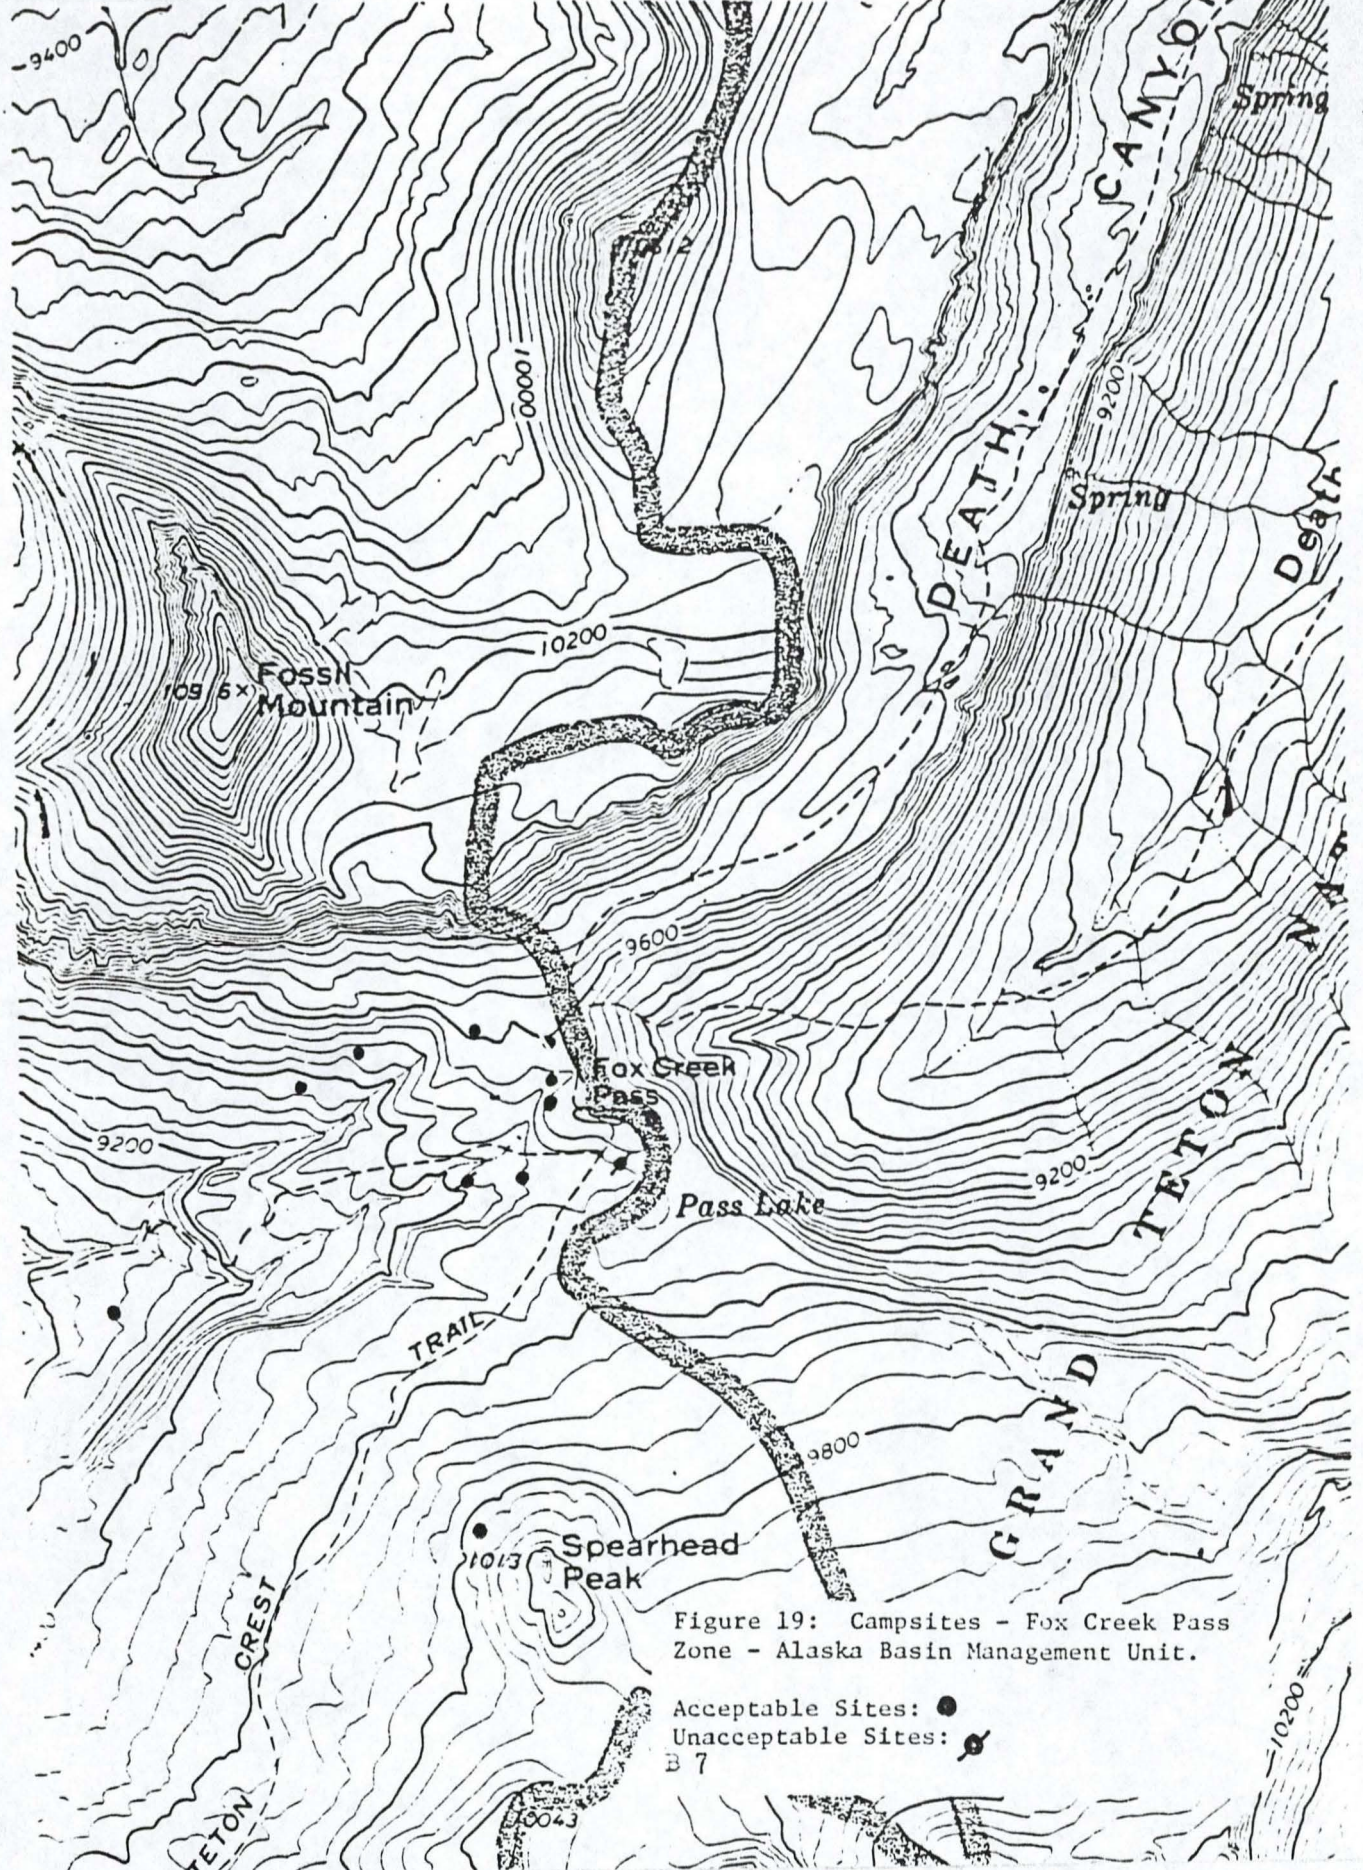 9400
CANYON
Spring
10000
9200
DEATH
Spring
Death
10200
Fossil
Mountain
9600
Fox Creek
Pass
9200
9200
TETON
Pass Lake
TRAIL
GRAND
9800
Spearhead
Peak
CREST
Figure 19: Campsites - Fox Creek Pass
Zone - Alaska Basin Management Unit.
Acceptable Sites:
Unacceptable Sites:
B 7
10200
TETON
0043